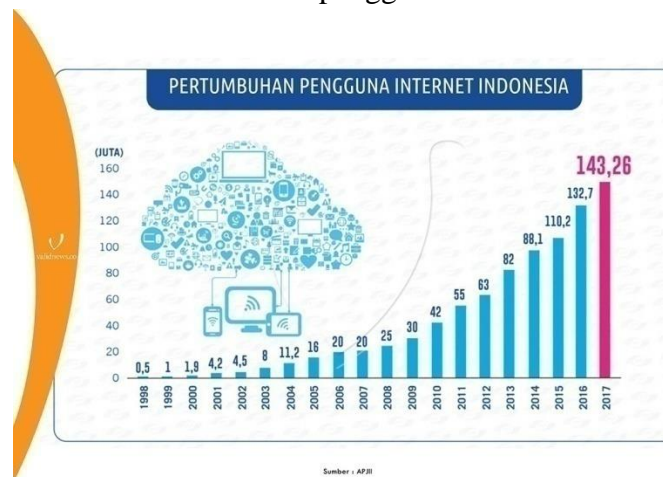 PERTUMBUHAN PENGGUNA INTERNET INDONESIA
(JUTA)
160
140
120
100
80
60
40
20
0
0,5 1 1,9 4,2 4,5 8 11,2 16 20 20 25 30 42 55 63 82 88,1 110,2 132,7 143,26
1998 1999 2000 2001 2002 2003 2004 2005 2006 2007 2008 2009 2010 2011 2012 2013 2014 2015 2016 2017
Sumber : APJII